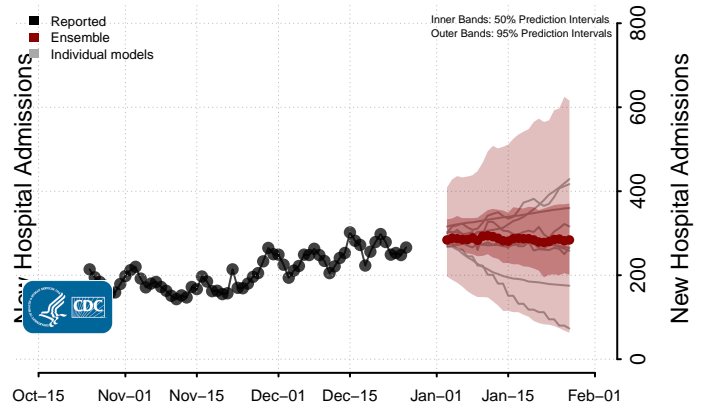 Reported
Ensemble
Individual models
Inner Bands: 50% Prediction Intervals
Outer Bands: 95% Prediction Intervals
New Hospital Admissions
CDC
800
600
400
200
0
New Hospital Admissions
Oct–15
Nov–01
Nov–15
Dec–01
Dec–15
Jan–01
Jan–15
Feb–01